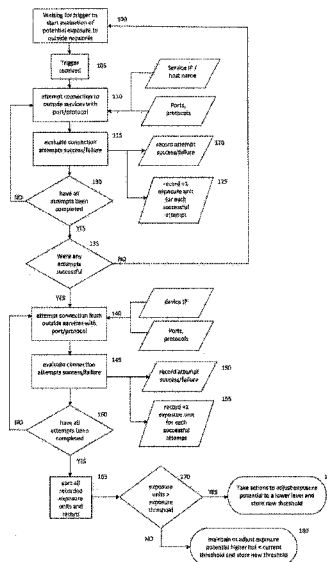 Waiting for trigger to
start evaluation of
potential exposure to
outside networks
100
Trigger
received
105
attempt connection to
outside services with
port/protocol
110
Service IP /
host name
Ports,
protocols
evaluate connection
attempts success/failure
115
record attempt
success/failure
120
record +1
exposure unit
for each
successful
attempt
125
have all
attempts been
completed
130
NO
YES
Were any
attempts
successful
135
NO
YES
attempt connection from
outside services with
port/protocol
140
device IP
Ports,
protocols
evaluate connection
attempts success/failure
145
record attempt
success/failure
150
record +1
exposure unit
for each
successful
attempt
155
have all
attempts been
completed
160
NO
YES
sum all
recorded
exposure
units and
165
exposure
units >
exposure
threshold
170
YES
Take actions to adjust exposure
potential to a lower level and
store new threshold
NO
maintain or adjust exposure
potential higher but < current
threshold and store new threshold
180